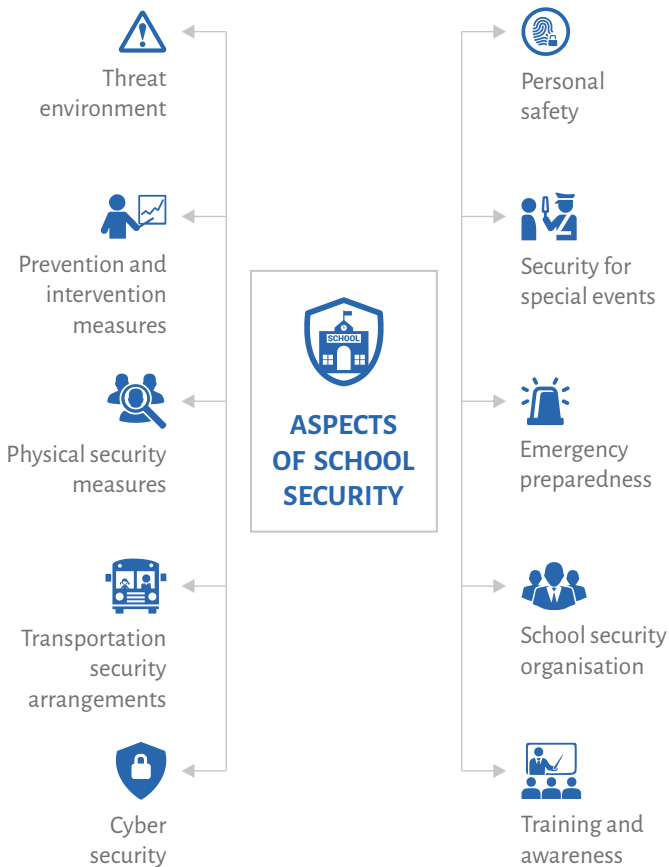 Threat
environment
Prevention and
intervention
measures
Physical security
measures
Transportation
security
arrangements
Cyber
security
SCHOOL
ASPECTS
OF SCHOOL
SECURITY
Personal
safety
Security for
special events
Emergency
preparedness
School security
organisation
Training and
awareness